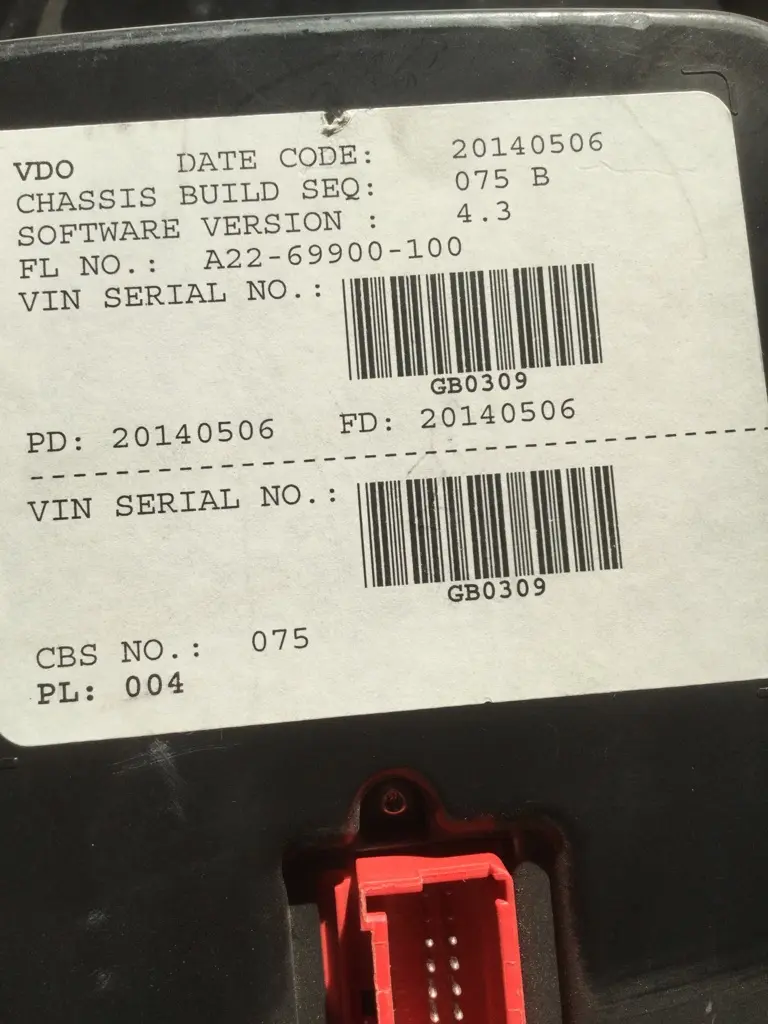 VDO DATE CODE: 20140506
CHASSIS BUILD SEQ: 075 B
SOFTWARE VERSION : 4.3
FL NO.: A22-69900-100
VIN SERIAL NO.:
GB0309
PD: 20140506 FD: 20140506
VIN SERIAL NO.:
GB0309
CBS NO.: 075
PL: 004